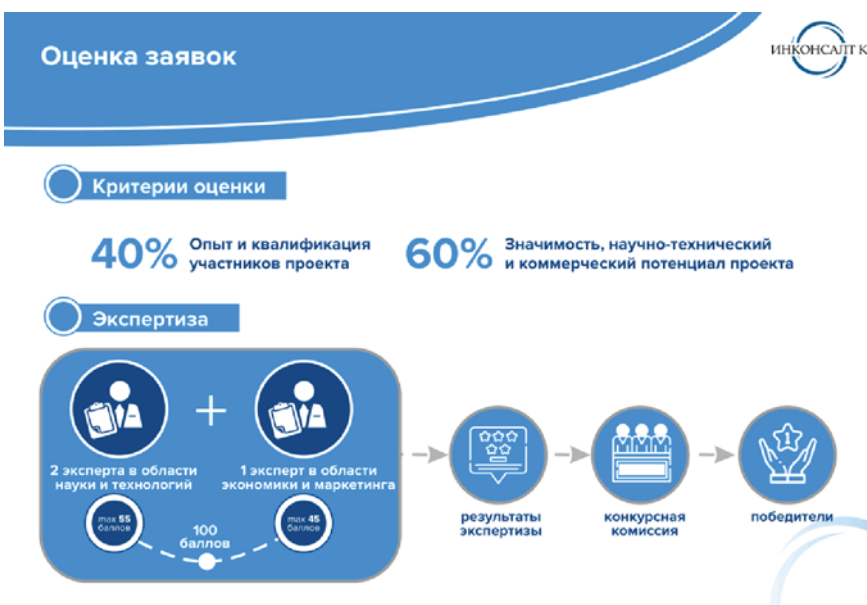 Оценка заявок
ИНКОНСАЛТ К
Критерии оценки
40% Опыт и квалификация
участников проекта
60% Значимость, научно-технический
и коммерческий потенциал проекта
Экспертиза
+
2 эксперта в области
науки и технологий
1 эксперт в области
экономики и маркетинга
max 55
баллов
100
баллов
max 45
баллов
результаты
экспертизы
конкурсная
комиссия
1
победители